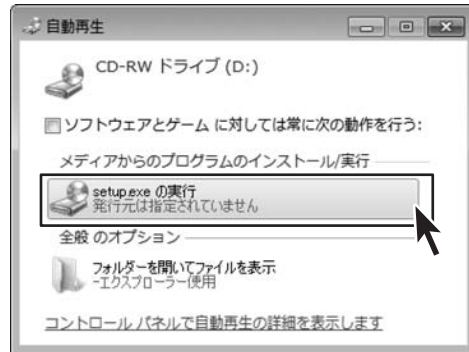 自動再生
CD-RW ドライブ (D:)
ソフトウェアとゲーム に対しては常に次の動作を行う:
メディアからのプログラムのインストール/実行
setup.exe の実行
発行元は指定されていません
全般 のオプション
フォルダーを開いてファイルを表示
-エクスプローラー使用
コントロール パネルで自動再生の詳細を表示します